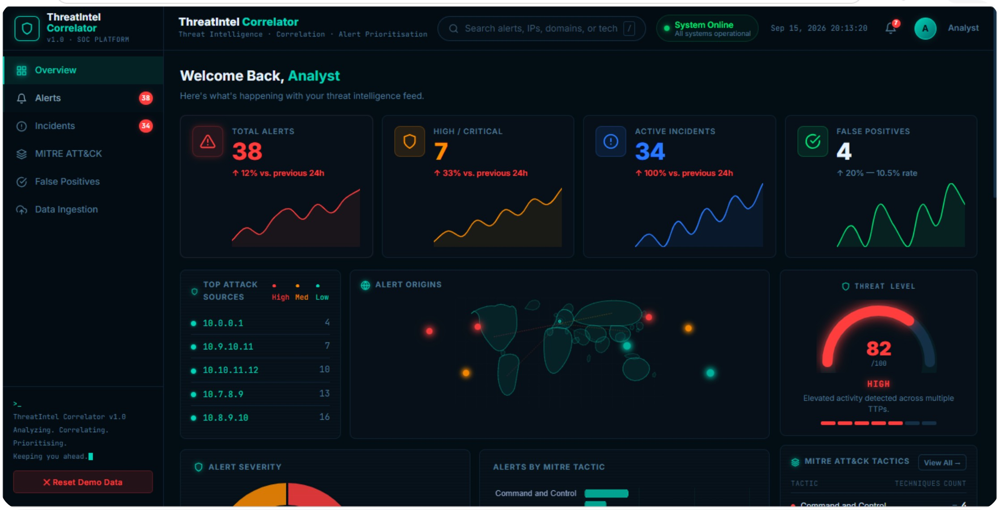 ThreatIntel
Correlator
v1.0 · SOC PLATFORM
ThreatIntel Correlator
Threat Intelligence · Correlation · Alert Prioritisation
Search alerts, IPs, domains, or tech
/
System Online
All systems operational
Sep 15, 2026 20:13:20
7
A
Analyst
Overview
Alerts
38
Incidents
34
MITRE ATT&CK
False Positives
Data Ingestion
>_
ThreatIntel Correlator v1.0
Analyzing. Correlating.
Prioritising.
Keeping you ahead.
Reset Demo Data
Welcome Back, Analyst
Here's what's happening with your threat intelligence feed.
TOTAL ALERTS
38
↑ 12% vs. previous 24h
HIGH / CRITICAL
7
↑ 33% vs. previous 24h
ACTIVE INCIDENTS
34
↑ 100% vs. previous 24h
FALSE POSITIVES
4
↑ 20% — 10.5% rate
TOP ATTACK
SOURCES
High Med Low
10.0.0.1 4
10.9.10.11 7
10.10.11.12 10
10.7.8.9 13
10.8.9.10 16
ALERT ORIGINS
THREAT LEVEL
82
/100
HIGH
Elevated activity detected across multiple
TTPs.
ALERT SEVERITY
ALERTS BY MITRE TACTIC
Command and Control
MITRE ATT&CK TACTICS
View All →
TACTIC TECHNIQUES COUNT
Command and Control